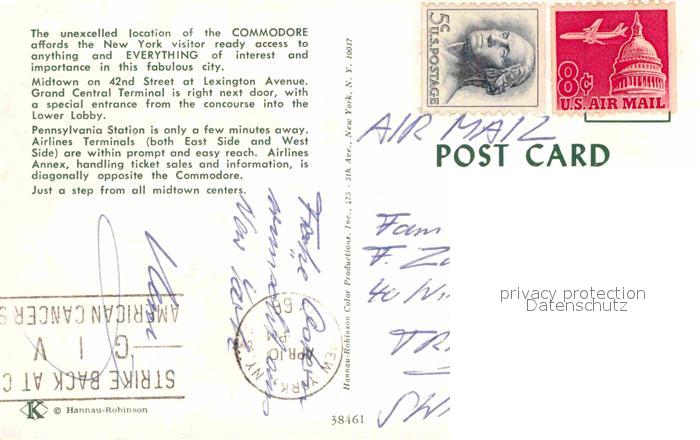 The unexcelled location of the COMMODORE
affords the New York visitor ready access to
anything and EVERYTHING of interest and
importance in this fabulous city.
Midtown on 42nd Street at Lexington Avenue.
Grand Central Terminal is right next door, with
a special entrance from the concourse into the
Lower Lobby.
Pennsylvania Station is only a few minutes away.
Airlines Terminals (both East Side and West
Side) are within prompt and easy reach. Airlines
Annex, handling ticket sales and information, is
diagonally opposite the Commodore.
Just a step from all midtown centers.
STRIKE BACK AT C
GIV
AMERICAN CANCER S
NEW YORK, N.Y.
APR 10
K © Hannau-Robinson
Hannau-Robinson Color Productions, Inc., 475 - 5th Ave., New York, N. Y. 10017
38461
5¢ U.S. POSTAGE
8¢
U.S. AIR MAIL
AIR MAIL
POST CARD
Fam
F.
40
privacy protection
Datenschutz